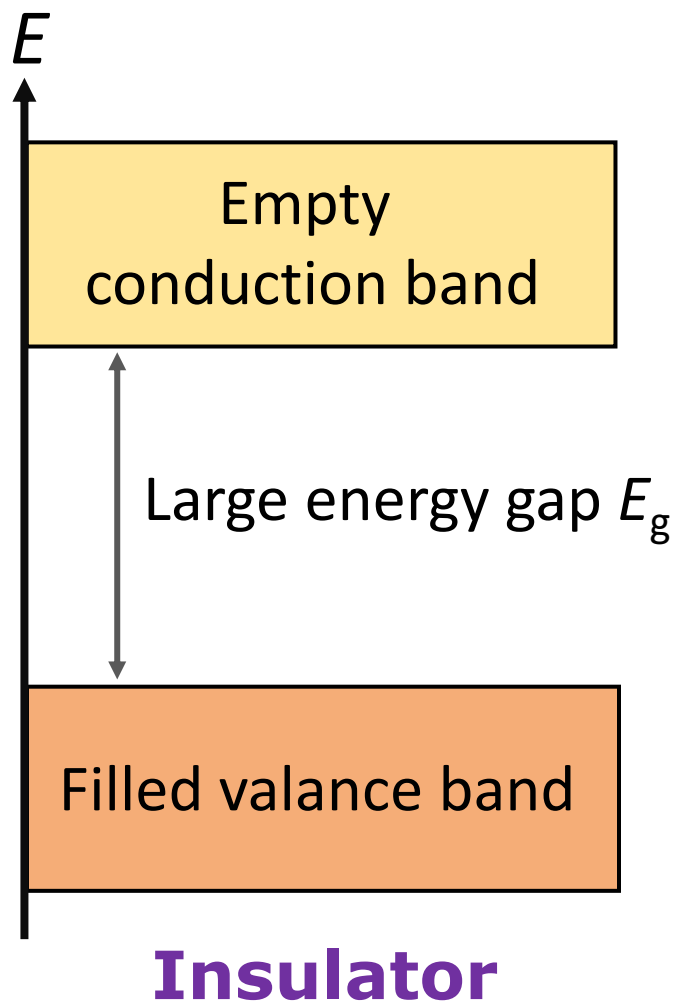 E
Empty
conduction band
Large energy gap Eg
Filled valance band
Insulator